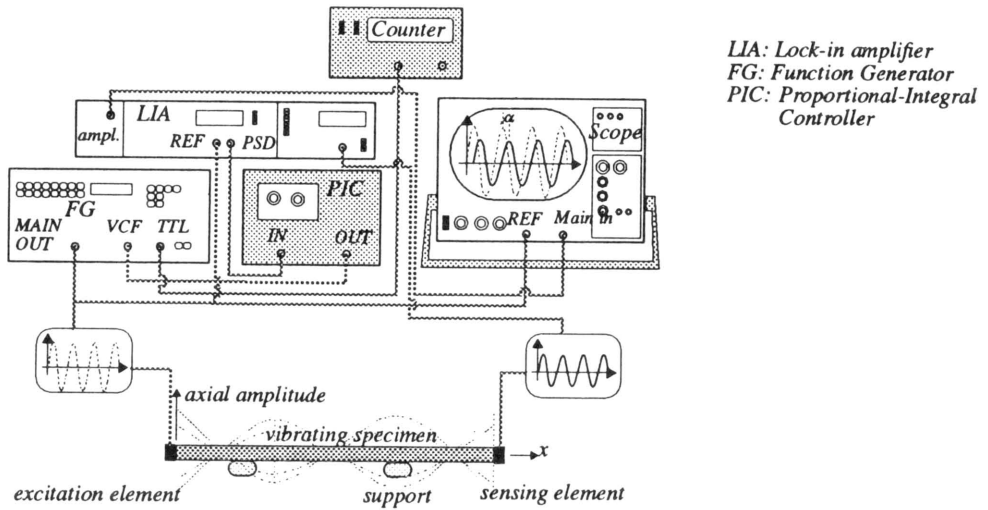 Counter
LIA: Lock-in amplifier
FG: Function Generator
PIC: Proportional-Integral
Controller
ampl.
LIA
REF
PSD
α
Scope
FG
MAIN
OUT
VCF
TTL
PIC
IN
OUT
REF
Main in
axial amplitude
vibrating specimen
x
excitation element
support
sensing element